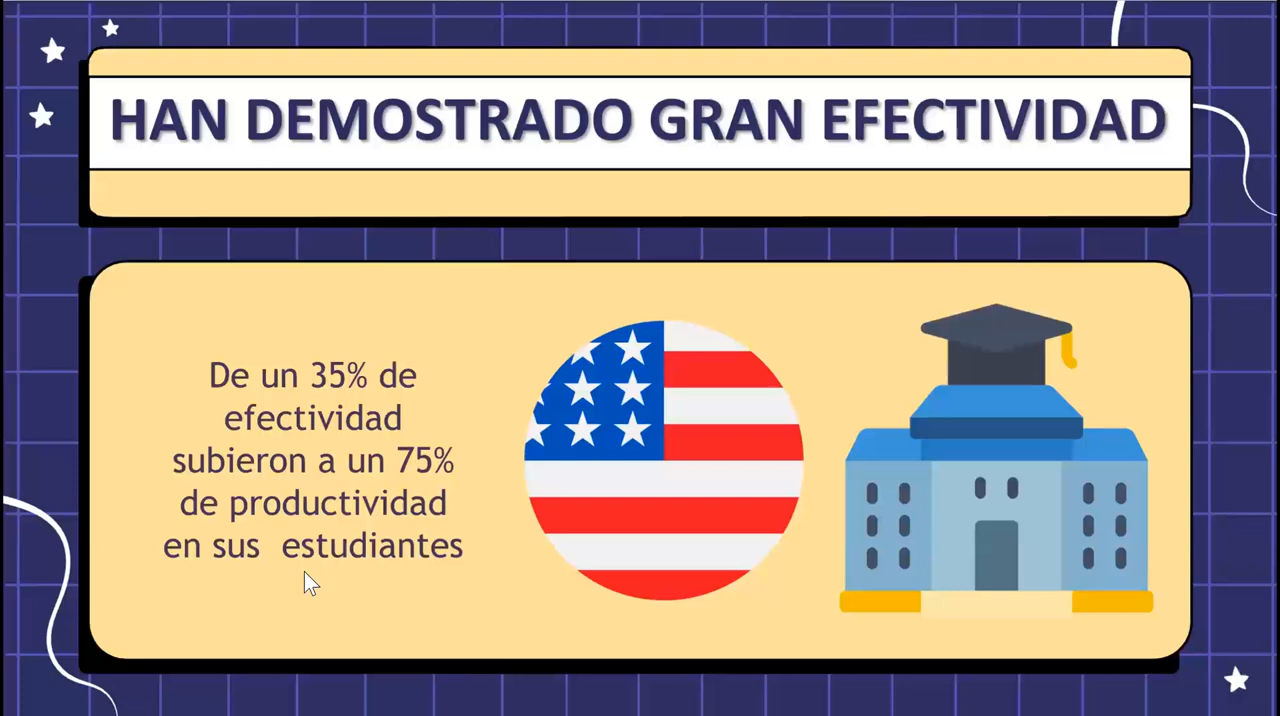 HAN DEMOSTRADO GRAN EFECTIVIDAD
De un 35% de
efectividad
subieron a un 75%
de productividad
en sus  estudiantes